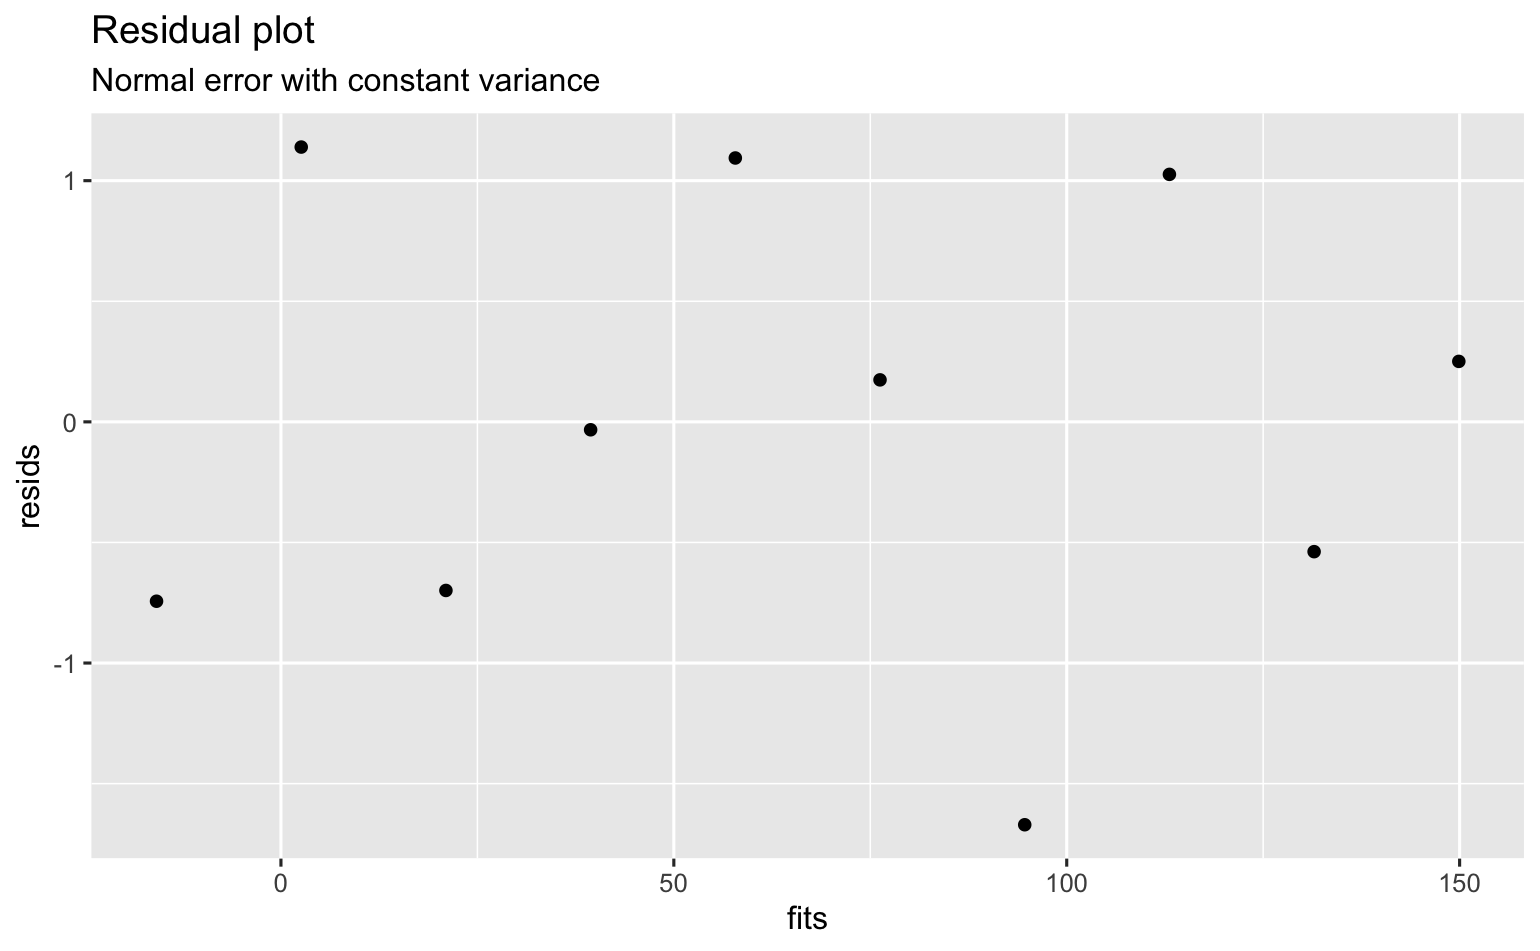 Residual plot
Normal error with constant variance
1
0
-1
resids
0 50 100 150
fits